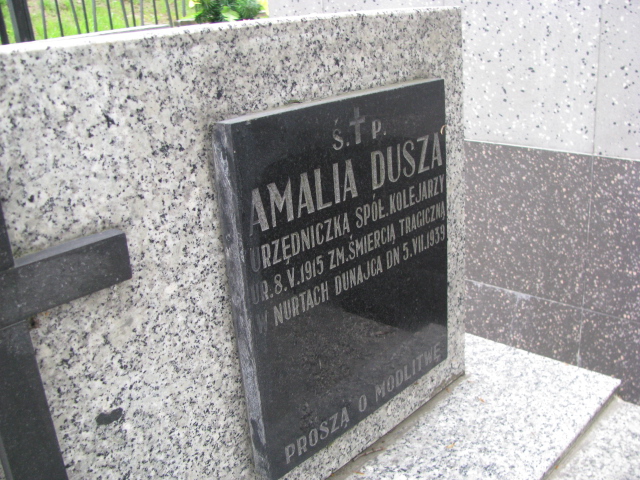 Ś. † P.
AMALIA DUSZA
URZĘDNICZKA SPÓŁ. KOLEJARZY
UR. 8. V. 1915 ZM. ŚMIERCIĄ TRAGICZNĄ
W NURTACH DUNAJCA DN 5. VII. 1939
PROSZĄ O MODLITWĘ